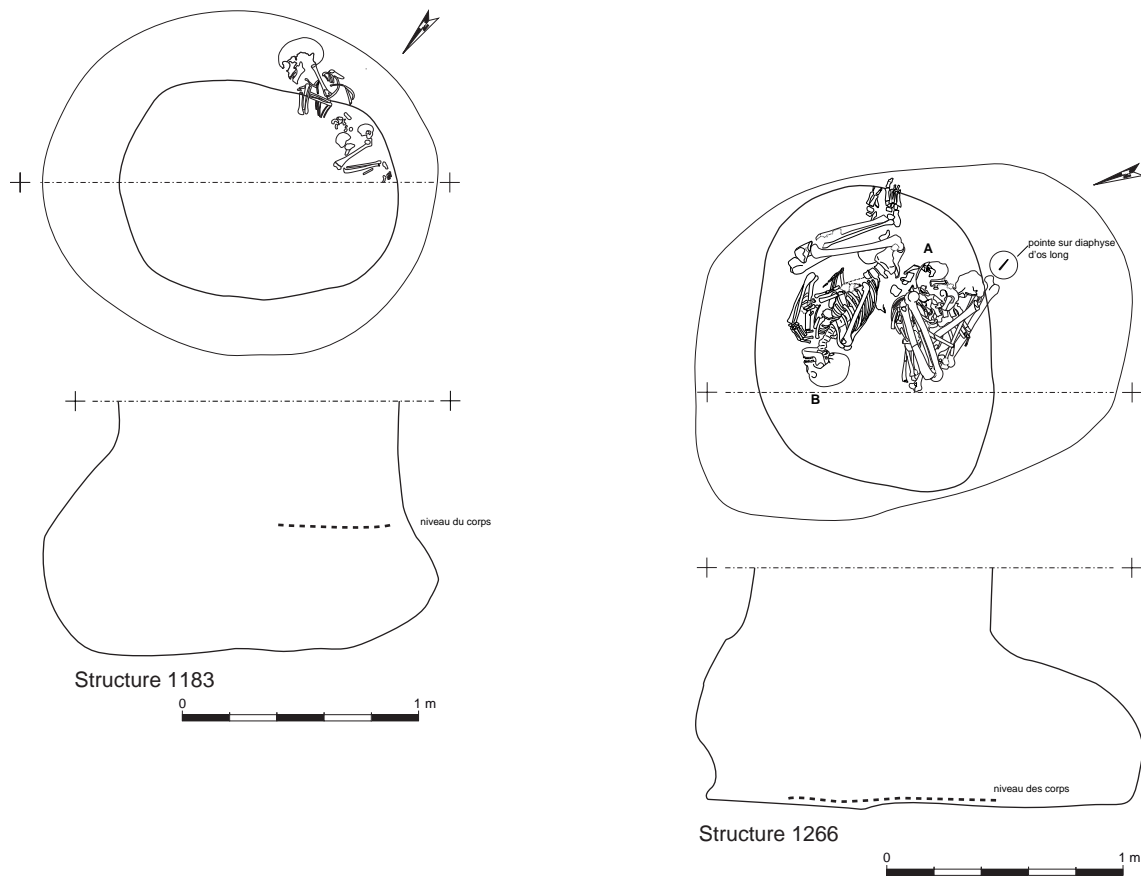 niveau du corps
Structure 1183
0 1 m
A
pointe sur diaphyse
d'os long
B
niveau des corps
Structure 1266
0 1 m